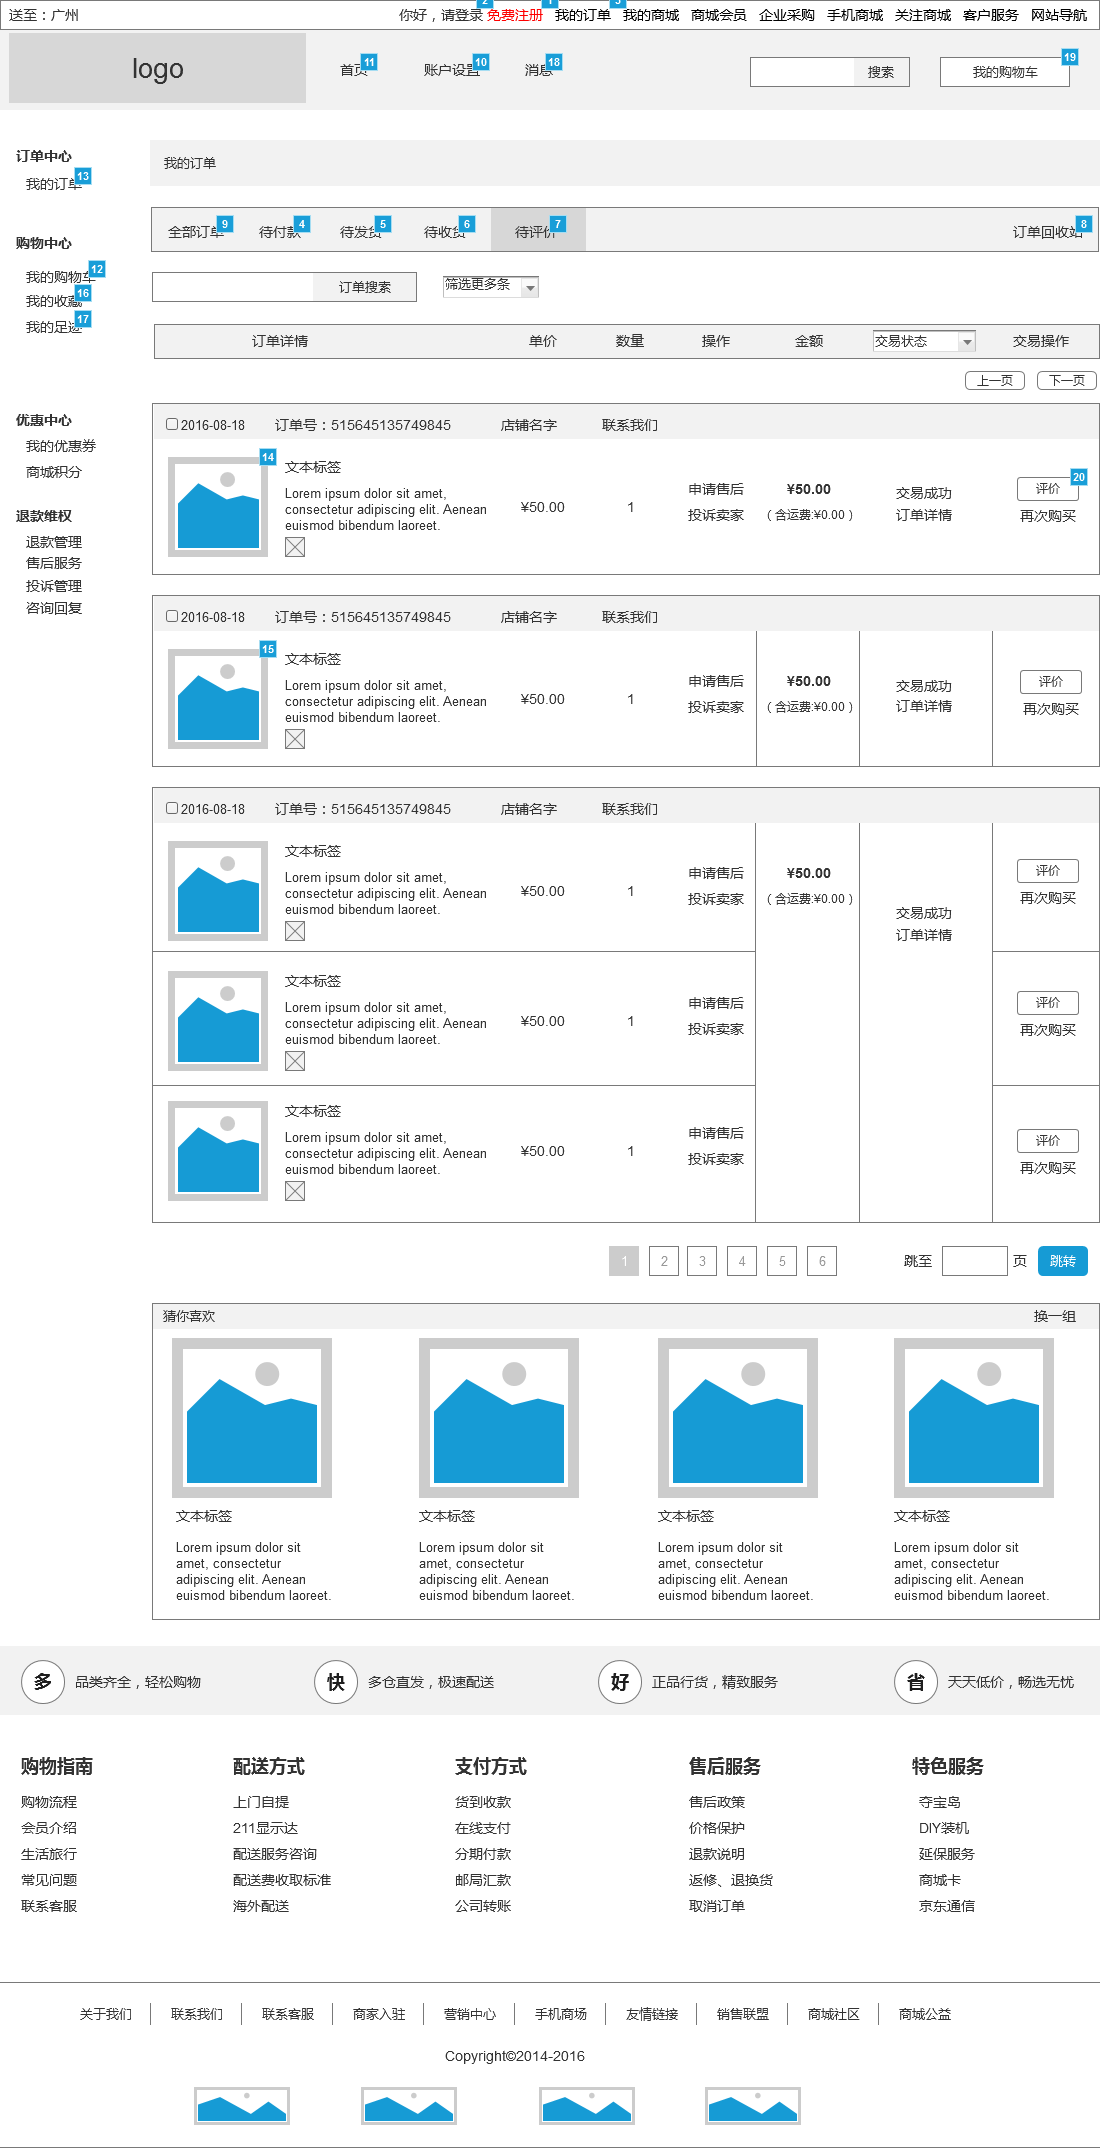 送至：广州
你好，请登录 免费注册 我的订单 我的商城 商城会员 企业采购 手机商城 关注商城 客户服务 网站导航
logo
首页 11 账户设置 10 消息 18 搜索 我的购物车 19
订单中心
我的订单 13
购物中心
我的购物车 12
我的收藏 16
我的足迹 17
优惠中心
我的优惠券
商城积分
退款维权
退款管理
售后服务
投诉管理
咨询回复
我的订单
全部订单 9 待付款 4 待发货 5 待收货 6 待评价 7 订单回收站 8
订单搜索 筛选更多条
订单详情 单价 数量 操作 金额 交易状态 交易操作
上一页 下一页
2016-08-18 订单号：515645135749845 店铺名字 联系我们
14 文本标签
Lorem ipsum dolor sit amet,
consectetur adipiscing elit. Aenean
euismod bibendum laoreet.
¥50.00 1
申请售后
投诉卖家
¥50.00
（ 含运费:¥0.00 ）
交易成功
订单详情
评价 20
再次购买
2016-08-18 订单号：515645135749845 店铺名字 联系我们
15 文本标签
Lorem ipsum dolor sit amet,
consectetur adipiscing elit. Aenean
euismod bibendum laoreet.
¥50.00 1
申请售后
投诉卖家
¥50.00
（ 含运费:¥0.00 ）
交易成功
订单详情
评价
再次购买
2016-08-18 订单号：515645135749845 店铺名字 联系我们
文本标签
Lorem ipsum dolor sit amet,
consectetur adipiscing elit. Aenean
euismod bibendum laoreet.
¥50.00 1
申请售后
投诉卖家
¥50.00
（ 含运费:¥0.00 ）
交易成功
订单详情
评价
再次购买
文本标签
Lorem ipsum dolor sit amet,
consectetur adipiscing elit. Aenean
euismod bibendum laoreet.
¥50.00 1
申请售后
投诉卖家
评价
再次购买
文本标签
Lorem ipsum dolor sit amet,
consectetur adipiscing elit. Aenean
euismod bibendum laoreet.
¥50.00 1
申请售后
投诉卖家
评价
再次购买
1 2 3 4 5 6 跳至 页 跳转
猜你喜欢 换一组
文本标签
Lorem ipsum dolor sit
amet, consectetur
adipiscing elit. Aenean
euismod bibendum laoreet.
文本标签
Lorem ipsum dolor sit
amet, consectetur
adipiscing elit. Aenean
euismod bibendum laoreet.
文本标签
Lorem ipsum dolor sit
amet, consectetur
adipiscing elit. Aenean
euismod bibendum laoreet.
文本标签
Lorem ipsum dolor sit
amet, consectetur
adipiscing elit. Aenean
euismod bibendum laoreet.
多 品类齐全，轻松购物 快 多仓直发，极速配送 好 正品行货，精致服务 省 天天低价，畅选无忧
购物指南
购物流程
会员介绍
生活旅行
常见问题
联系客服
配送方式
上门自提
211显示达
配送服务咨询
配送费收取标准
海外配送
支付方式
货到收款
在线支付
分期付款
邮局汇款
公司转账
售后服务
售后政策
价格保护
退款说明
返修、退换货
取消订单
特色服务
夺宝岛
DIY装机
延保服务
商城卡
京东通信
关于我们 联系我们 联系客服 商家入驻 营销中心 手机商场 友情链接 销售联盟 商城社区 商城公益
Copyright©2014-2016